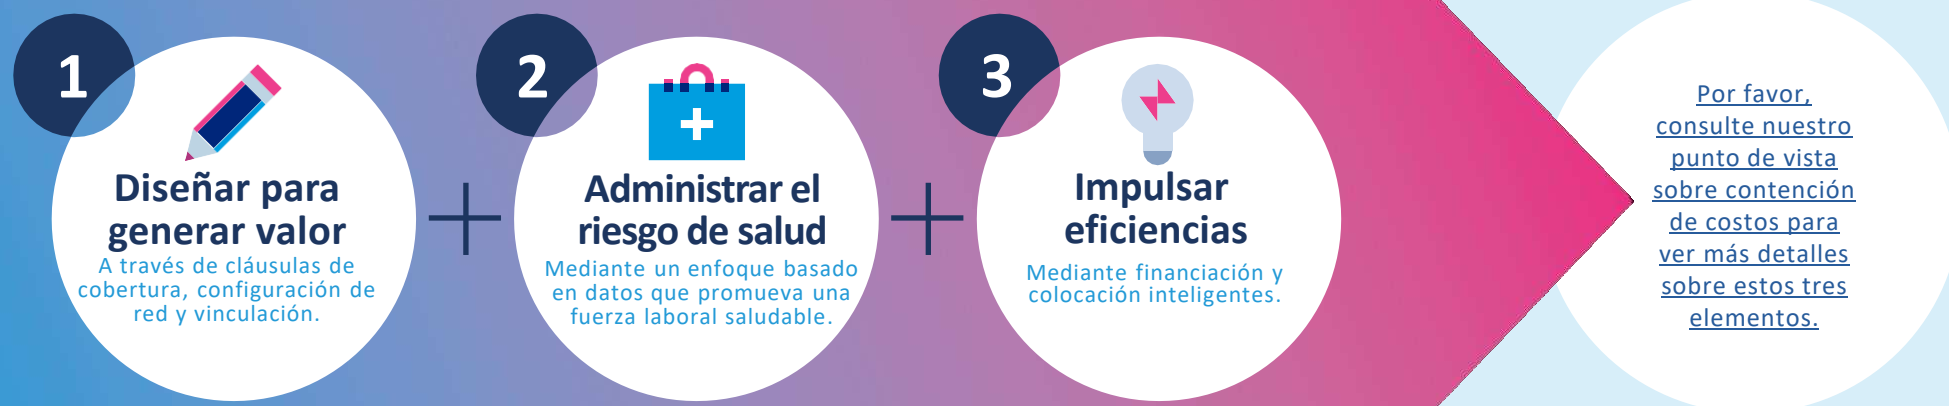 1
Diseñar para
generar valor
A través de cláusulas de
cobertura, configuración de
red y vinculación.
2
Administrar el
riesgo de salud
Mediante un enfoque basado
en datos que promueva una
fuerza laboral saludable.
3
Impulsar
eficiencias
Mediante financiación y
colocación inteligentes.
Por favor,
consulte nuestro
punto de vista
sobre contención
de costos para
ver más detalles
sobre estos tres
elementos.